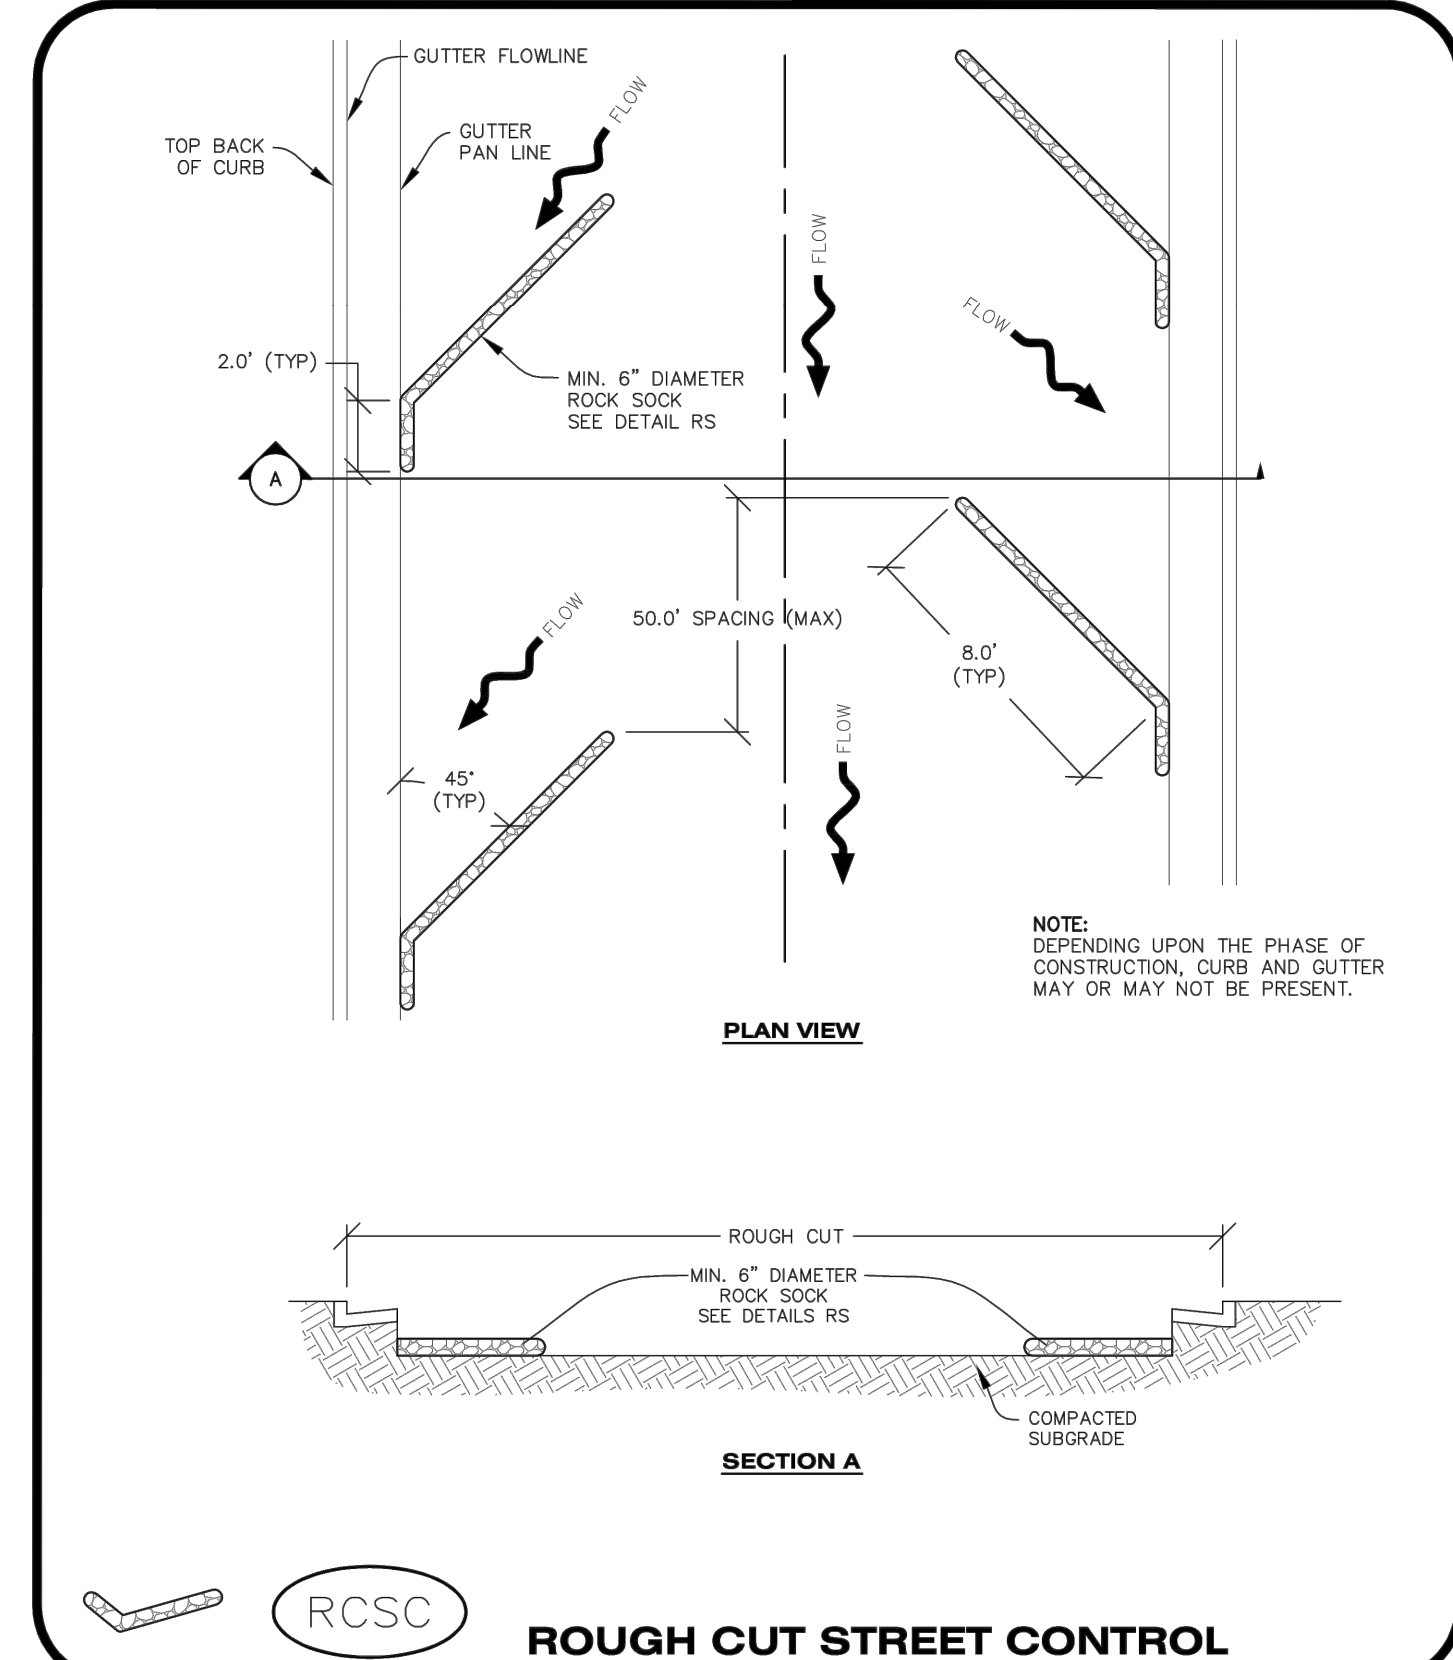 GUTTER FLOWLINE
TOP BACK
OF CURB
GUTTER
PAN LINE
FLOW
FLOW
FLOW
2.0' (TYP)
MIN. 6” DIAMETER
ROCK SOCK
SEE DETAIL RS
A
50.0' SPACING (MAX)
FLOW
8.0'
(TYP)
FLOW
45°
(TYP)
NOTE:
DEPENDING UPON THE PHASE OF
CONSTRUCTION, CURB AND GUTTER
MAY OR MAY NOT BE PRESENT.
PLAN VIEW
ROUGH CUT
MIN. 6” DIAMETER
ROCK SOCK
SEE DETAILS RS
COMPACTED
SUBGRADE
SECTION A
RCSC
ROUGH CUT STREET CONTROL